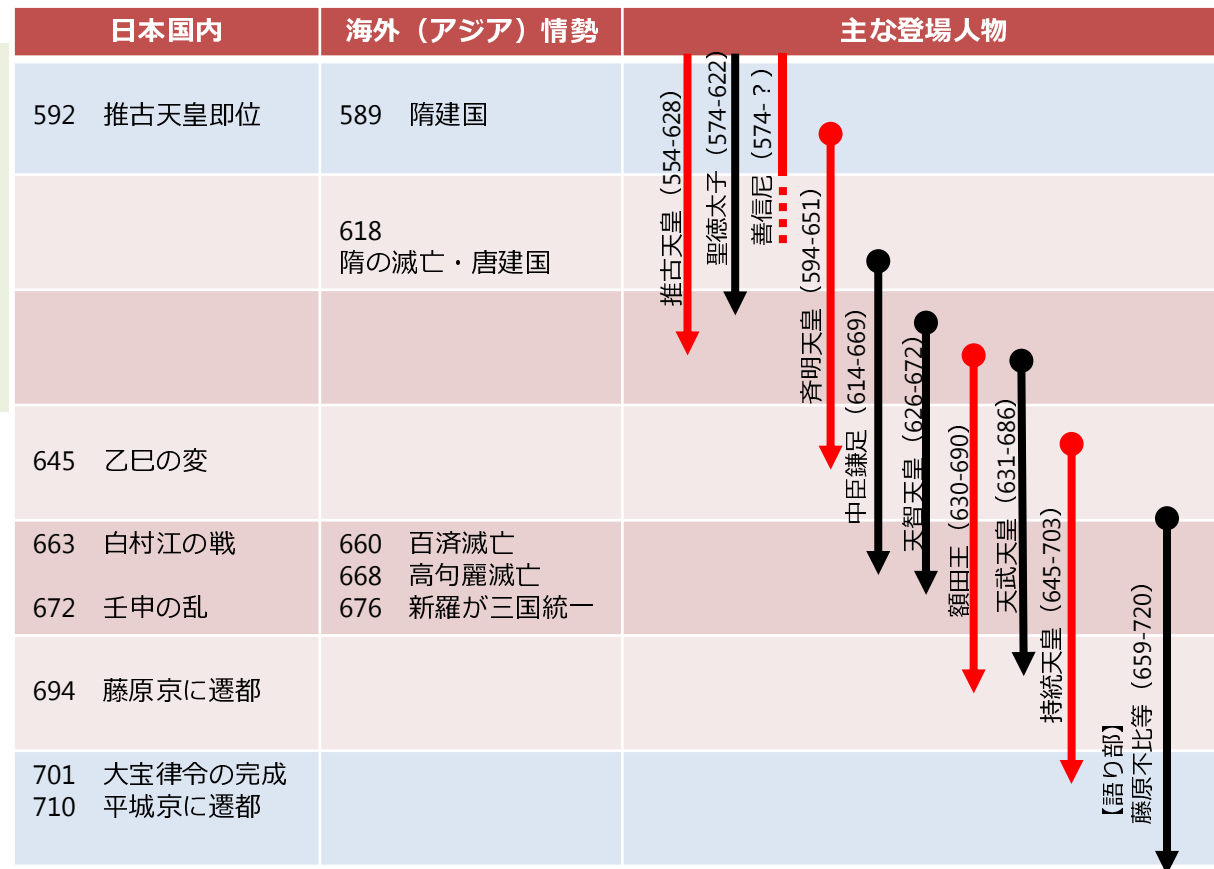 日本国内
海外（アジア）情勢
主な登場人物
592 推古天皇即位
589 隋建国
618
隋の滅亡・唐建国
645 乙巳の変
663 白村江の戦
672 壬申の乱
660 百済滅亡
668 高句麗滅亡
676 新羅が三国統一
694 藤原京に遷都
701 大宝律令の完成
710 平城京に遷都
推古天皇（554-628）
聖徳太子（574-622）
善信尼（574-？）
斉明天皇（594-651）
中臣鎌足（614-669）
天智天皇（626-672）
額田王（630-690）
天武天皇（631-686）
持統天皇（645-703）
【語り部】
藤原不比等（659-720）